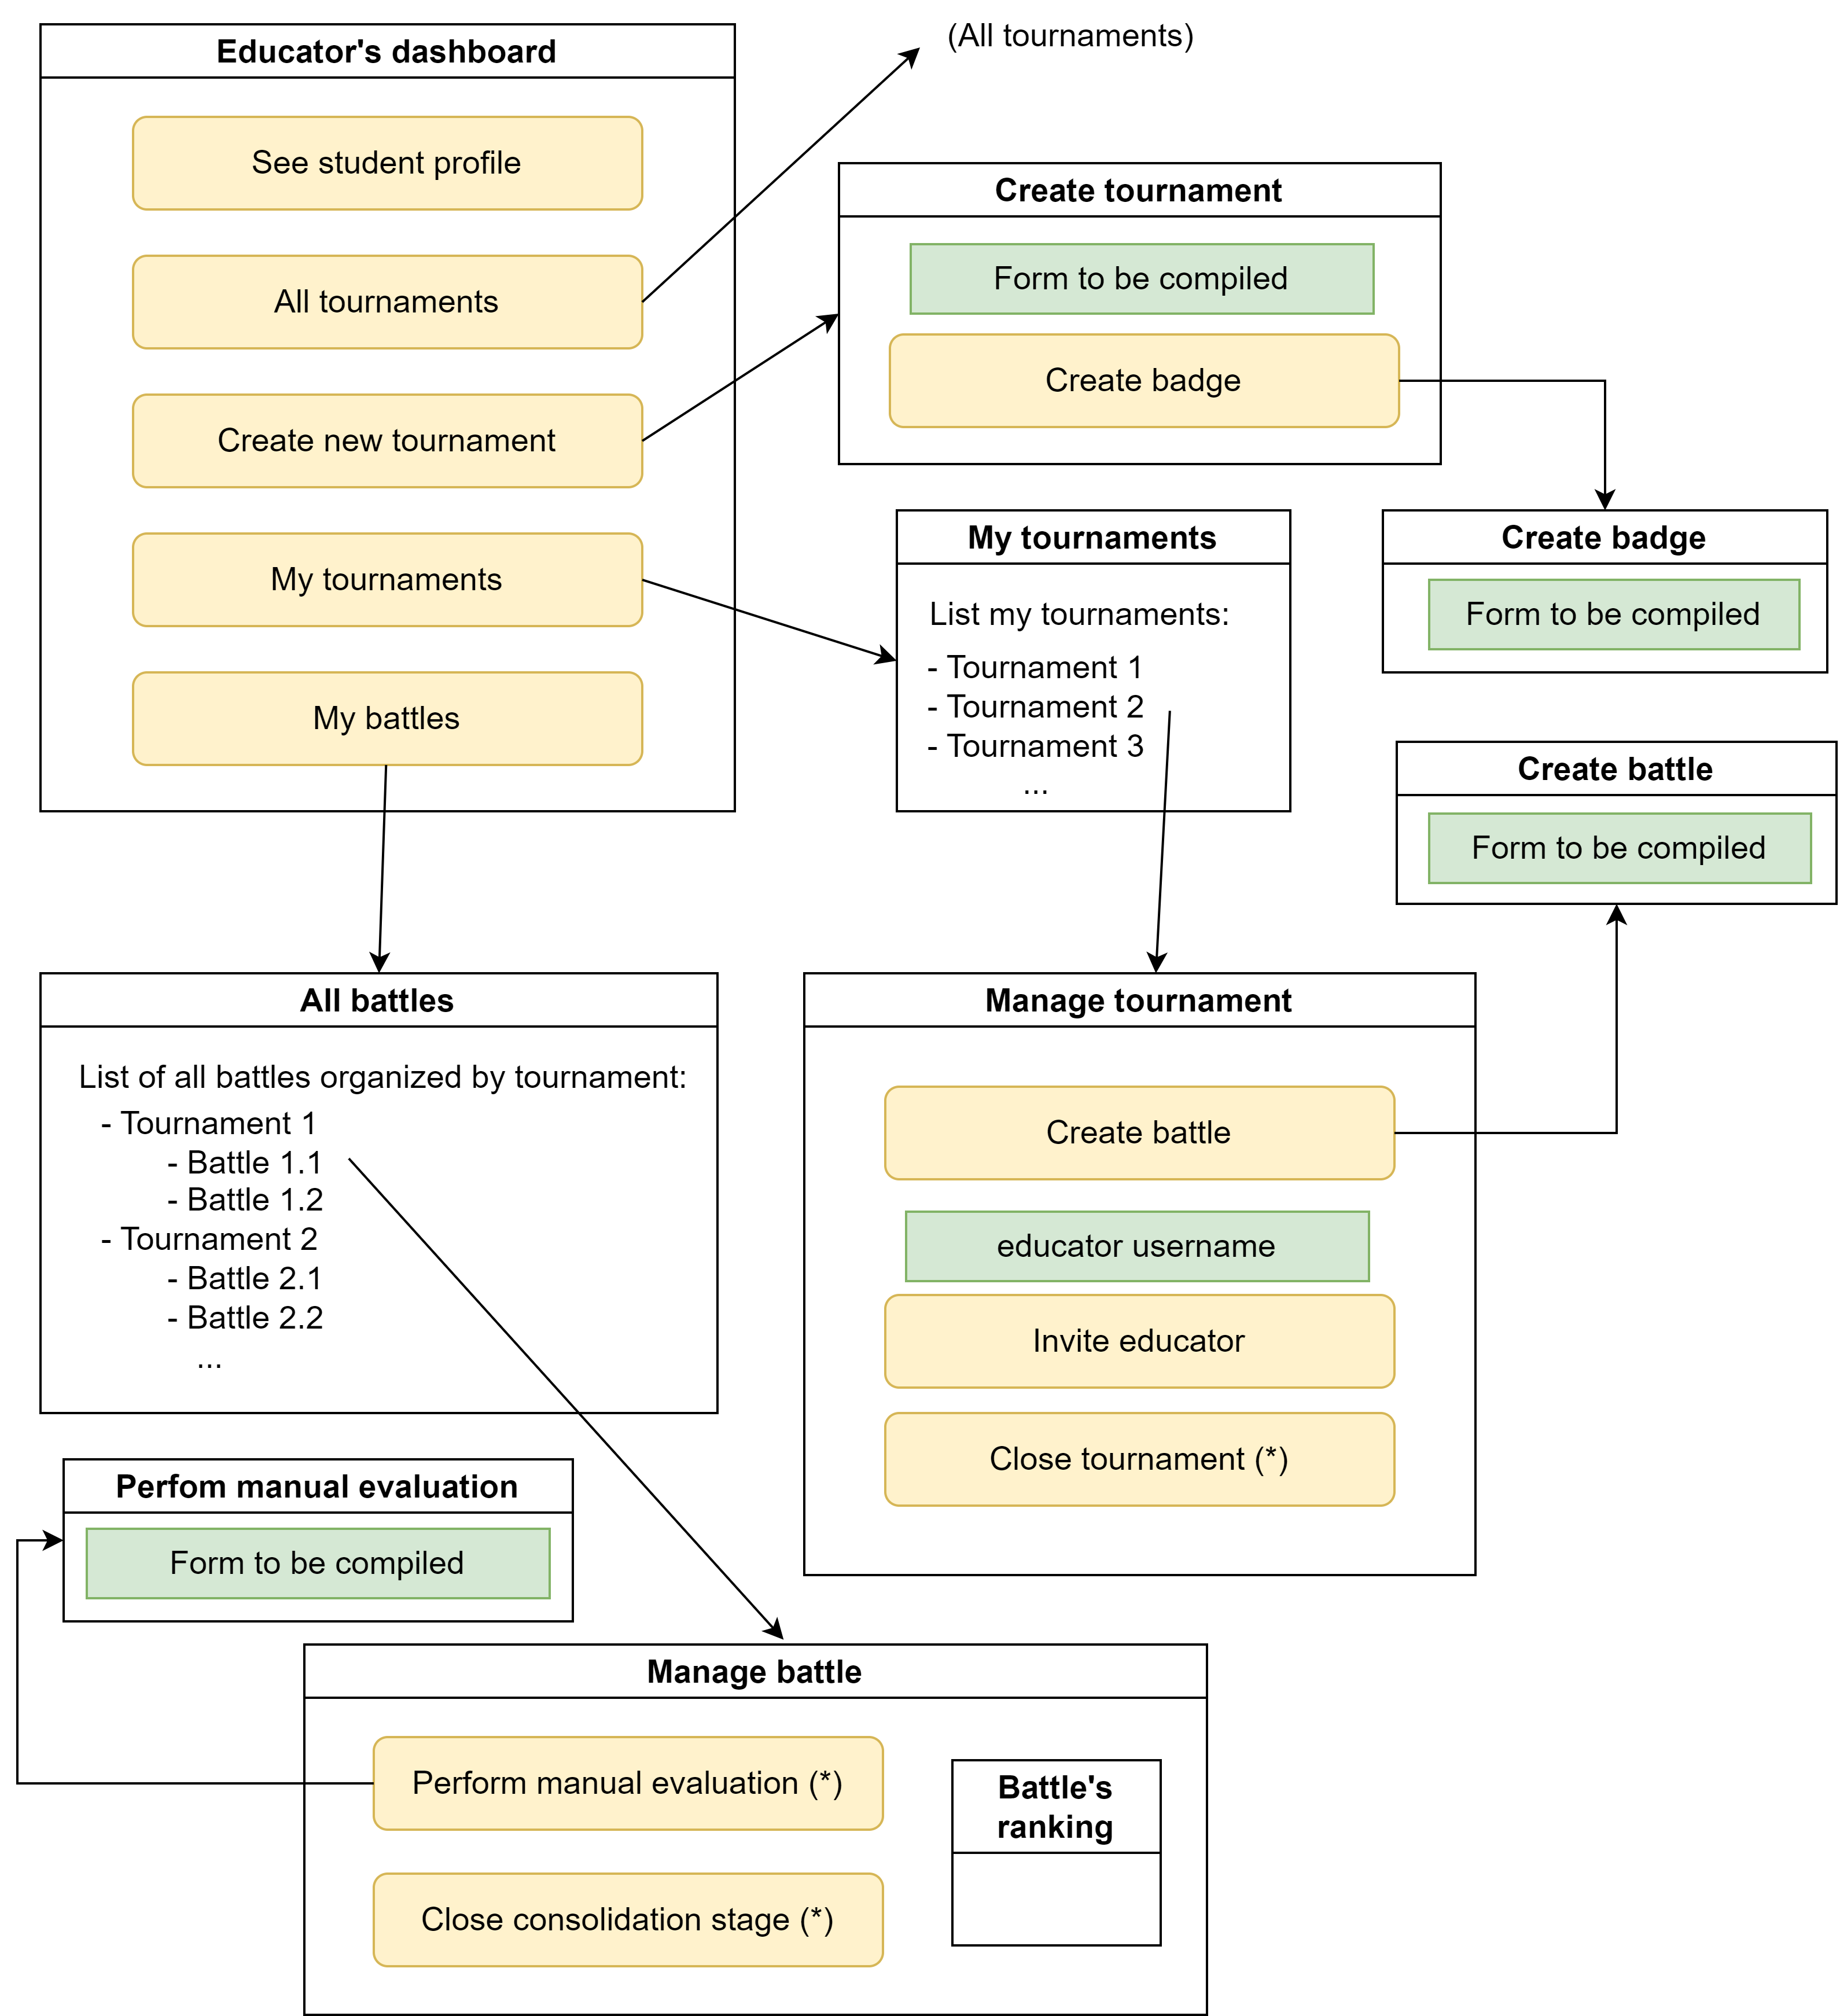 Educator's dashboard
See student profile
All tournaments
Create new tournament
My tournaments
My battles
(All tournaments)
Create tournament
Form to be compiled
Create badge
Create badge
Form to be compiled
My tournaments
List my tournaments:
- Tournament 1
- Tournament 2
- Tournament 3
...
Create battle
Form to be compiled
All battles
List of all battles organized by tournament:
- Tournament 1
- Battle 1.1
- Battle 1.2
- Tournament 2
- Battle 2.1
- Battle 2.2
...
Manage tournament
Create battle
educator username
Invite educator
Close tournament (*)
Perfom manual evaluation
Form to be compiled
Manage battle
Perform manual evaluation (*)
Close consolidation stage (*)
Battle's
ranking